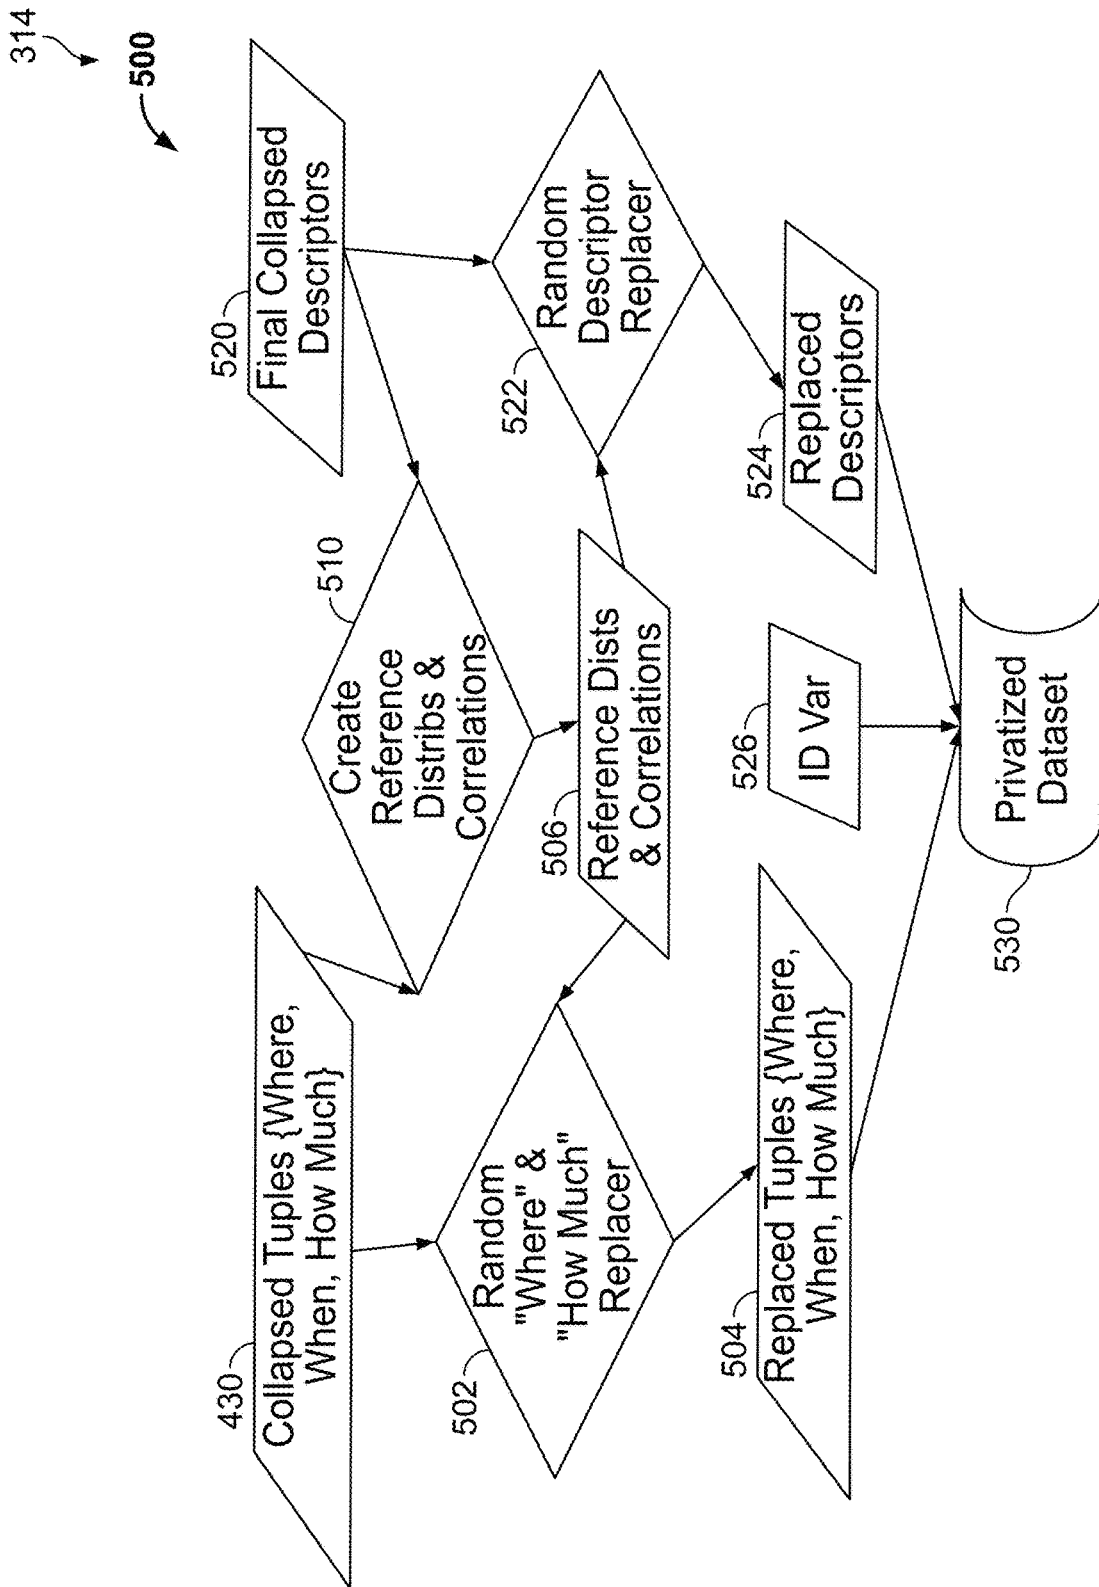 314
500
430
Collapsed Tuples {Where,
When, How Much}
520
Final Collapsed
Descriptors
510
Create
Reference
Distribs &
Correlations
502
Random
"Where" &
"How Much"
Replacer
506
Reference Dists
& Correlations
522
Random
Descriptor
Replacer
504
Replaced Tuples {Where,
When, How Much}
526
ID Var
524
Replaced
Descriptors
530
Privatized
Dataset